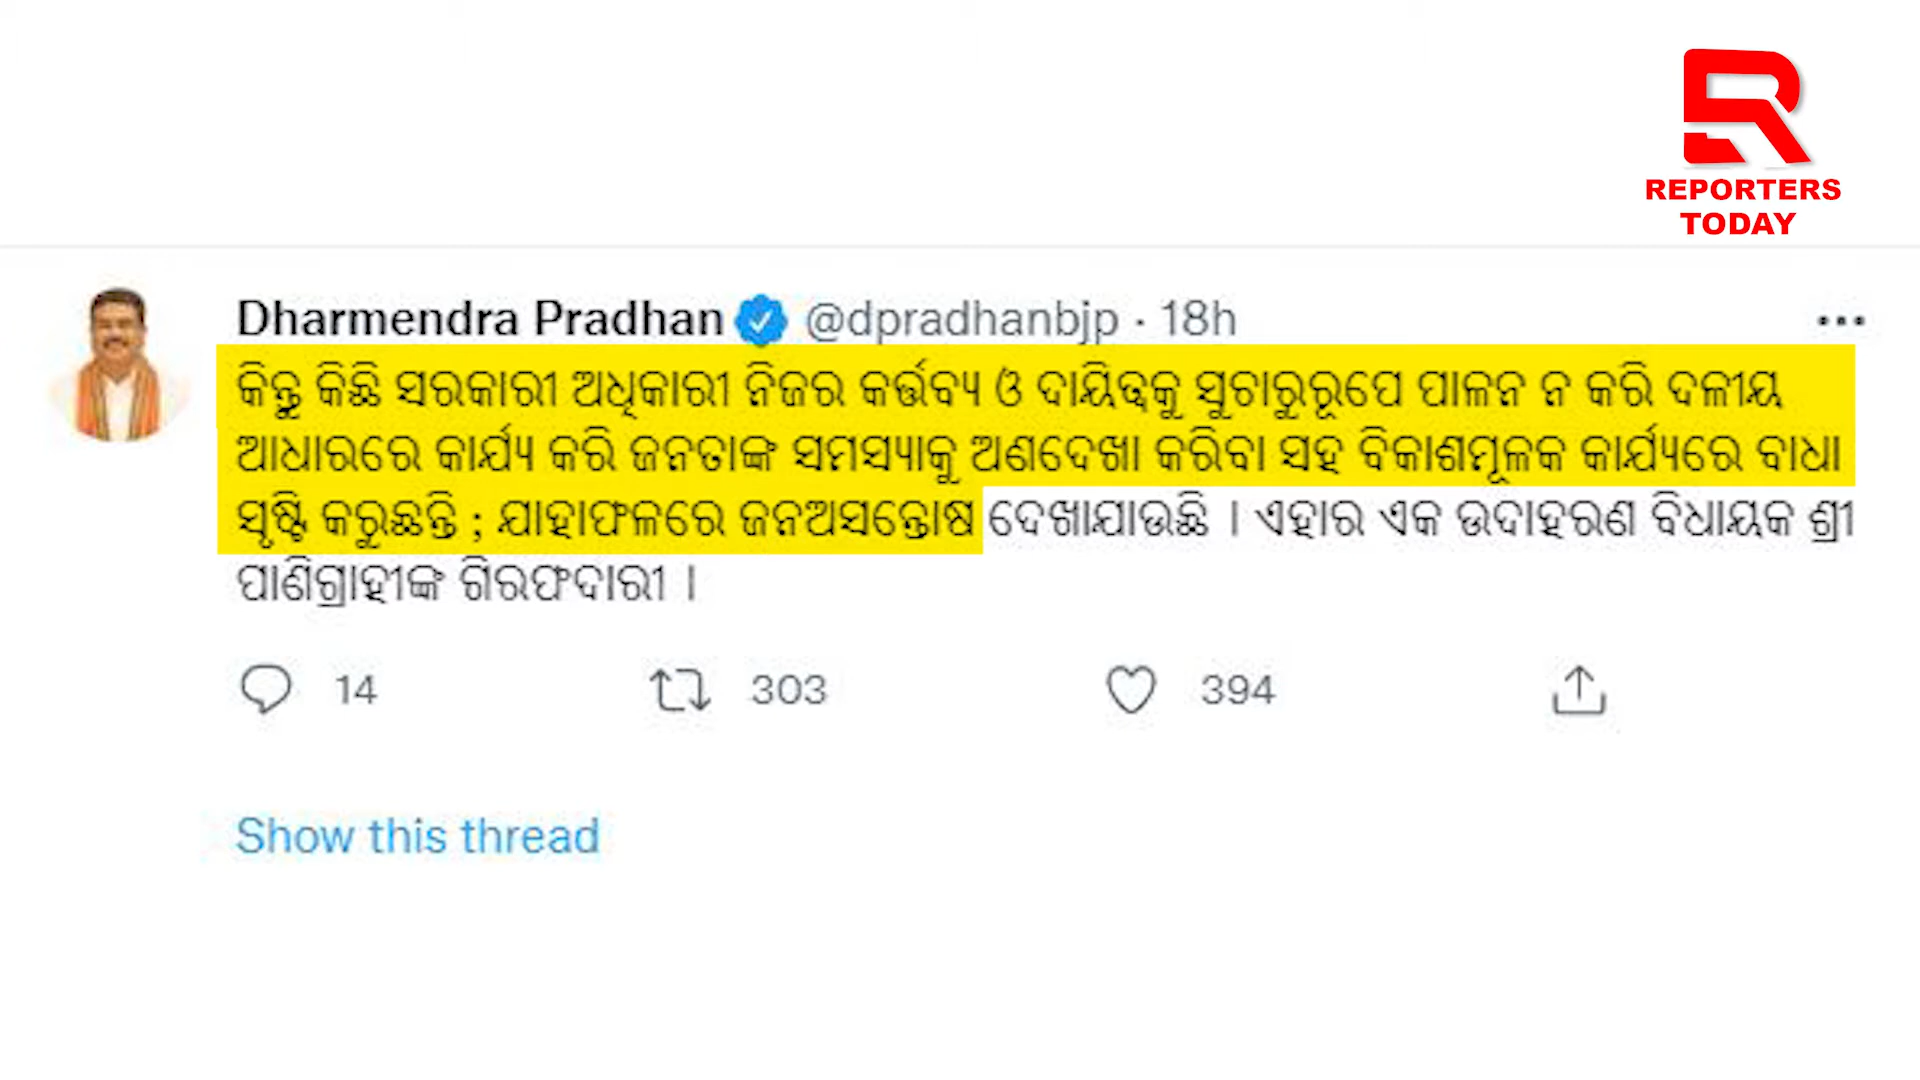 REPORTERS
TODAY
Dharmendra Pradhan @dpradhanbjp · 18h
କିନ୍ତୁ କିଛି ସରକାରୀ ଅଧିକାରୀ ନିଜର କର୍ତ୍ତବ୍ୟ ଓ ଦାୟିତ୍ୱକୁ ସୁଚାରୁରୂପେ ପାଳନ ନ କରି ଦଳୀୟ
ଆଧାରରେ କାର୍ଯ୍ୟ କରି ଜନତାଙ୍କ ସମସ୍ୟାକୁ ଅଣଦେଖା କରିବା ସହ ବିକାଶମୂଳକ କାର୍ଯ୍ୟରେ ବାଧା
ସୃଷ୍ଟି କରୁଛନ୍ତି ; ଯାହାଫଳରେ ଜନଅସନ୍ତୋଷ ଦେଖାଯାଉଛି । ଏହାର ଏକ ଉଦାହରଣ ବିଧାୟକ ଶ୍ରୀ
ପାଣିଗ୍ରାହୀଙ୍କ ଗିରଫଦାରୀ ।
14 303 394
Show this thread